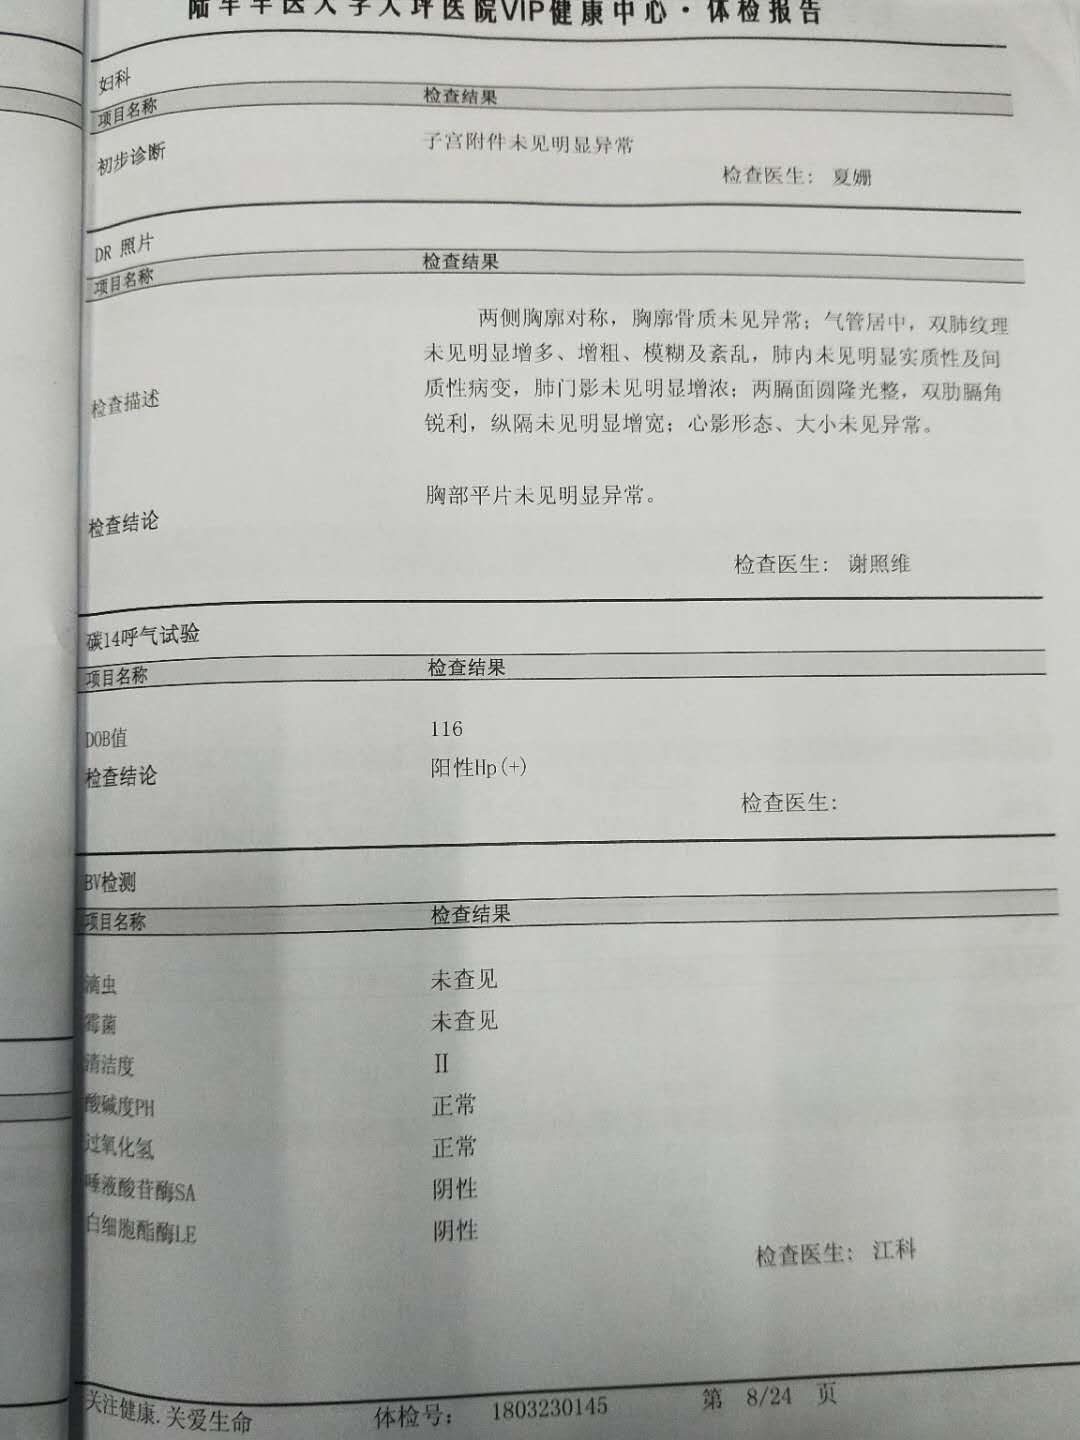 陆军军医大学大坪医院VIP健康中心·体检报告
妇科
项目名称 检查结果
初步诊断 子宫附件未见明显异常
检查医生: 夏姗
DR 照片
项目名称 检查结果
检查描述
两侧胸廓对称，胸廓骨质未见异常；气管居中，双肺纹理
未见明显增多、增粗、模糊及紊乱，肺内未见明显实质性及间
质性病变，肺门影未见明显增浓；两膈面圆隆光整，双肋膈角
锐利，纵隔未见明显增宽；心影形态、大小未见异常。
检查结论
胸部平片未见明显异常。
检查医生: 谢照维
碳14呼气试验
项目名称 检查结果
DOB值 116
检查结论 阳性Hp(+)
检查医生:
BV检测
项目名称 检查结果
滴虫 未查见
霉菌 未查见
清洁度 II
酸碱度PH 正常
过氧化氢 正常
唾液酸苷酶SA 阴性
白细胞酯酶LE 阴性
检查医生: 江科
关注健康.关爱生命 体检号: 1803230145 第 8/24 页